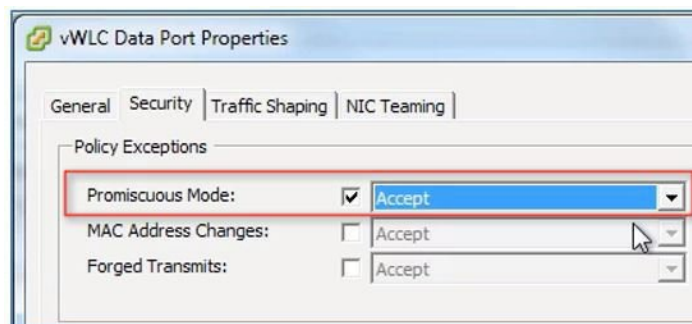 vWLC Data Port Properties
General Security Traffic Shaping NIC Teaming
Policy Exceptions
Promiscuous Mode: Accept
MAC Address Changes: Accept
Forged Transmits: Accept